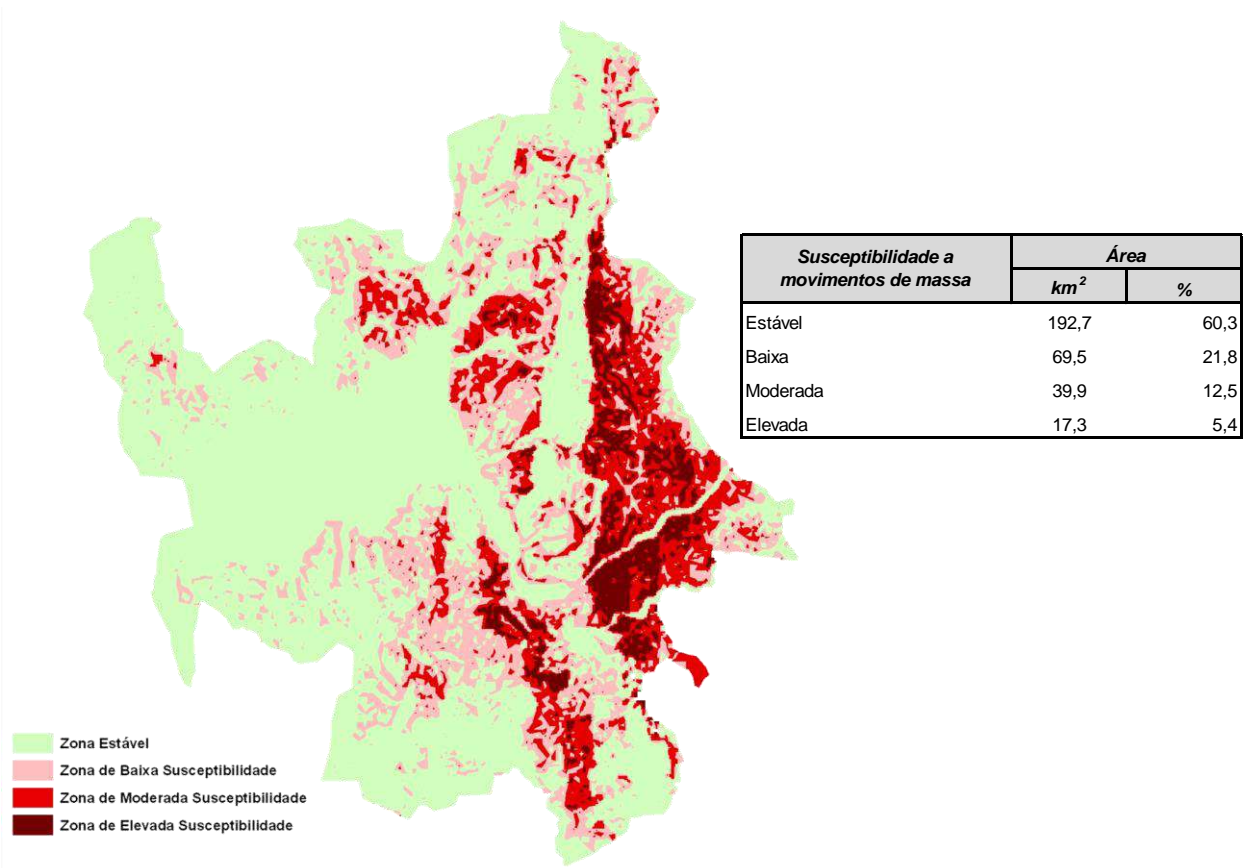 Susceptibilidade a
movimentos de massa
Área
km²
%
Estável 192,7 60,3
Baixa 69,5 21,8
Moderada 39,9 12,5
Elevada 17,3 5,4
Zona Estável
Zona de Baixa Susceptibilidade
Zona de Moderada Susceptibilidade
Zona de Elevada Susceptibilidade